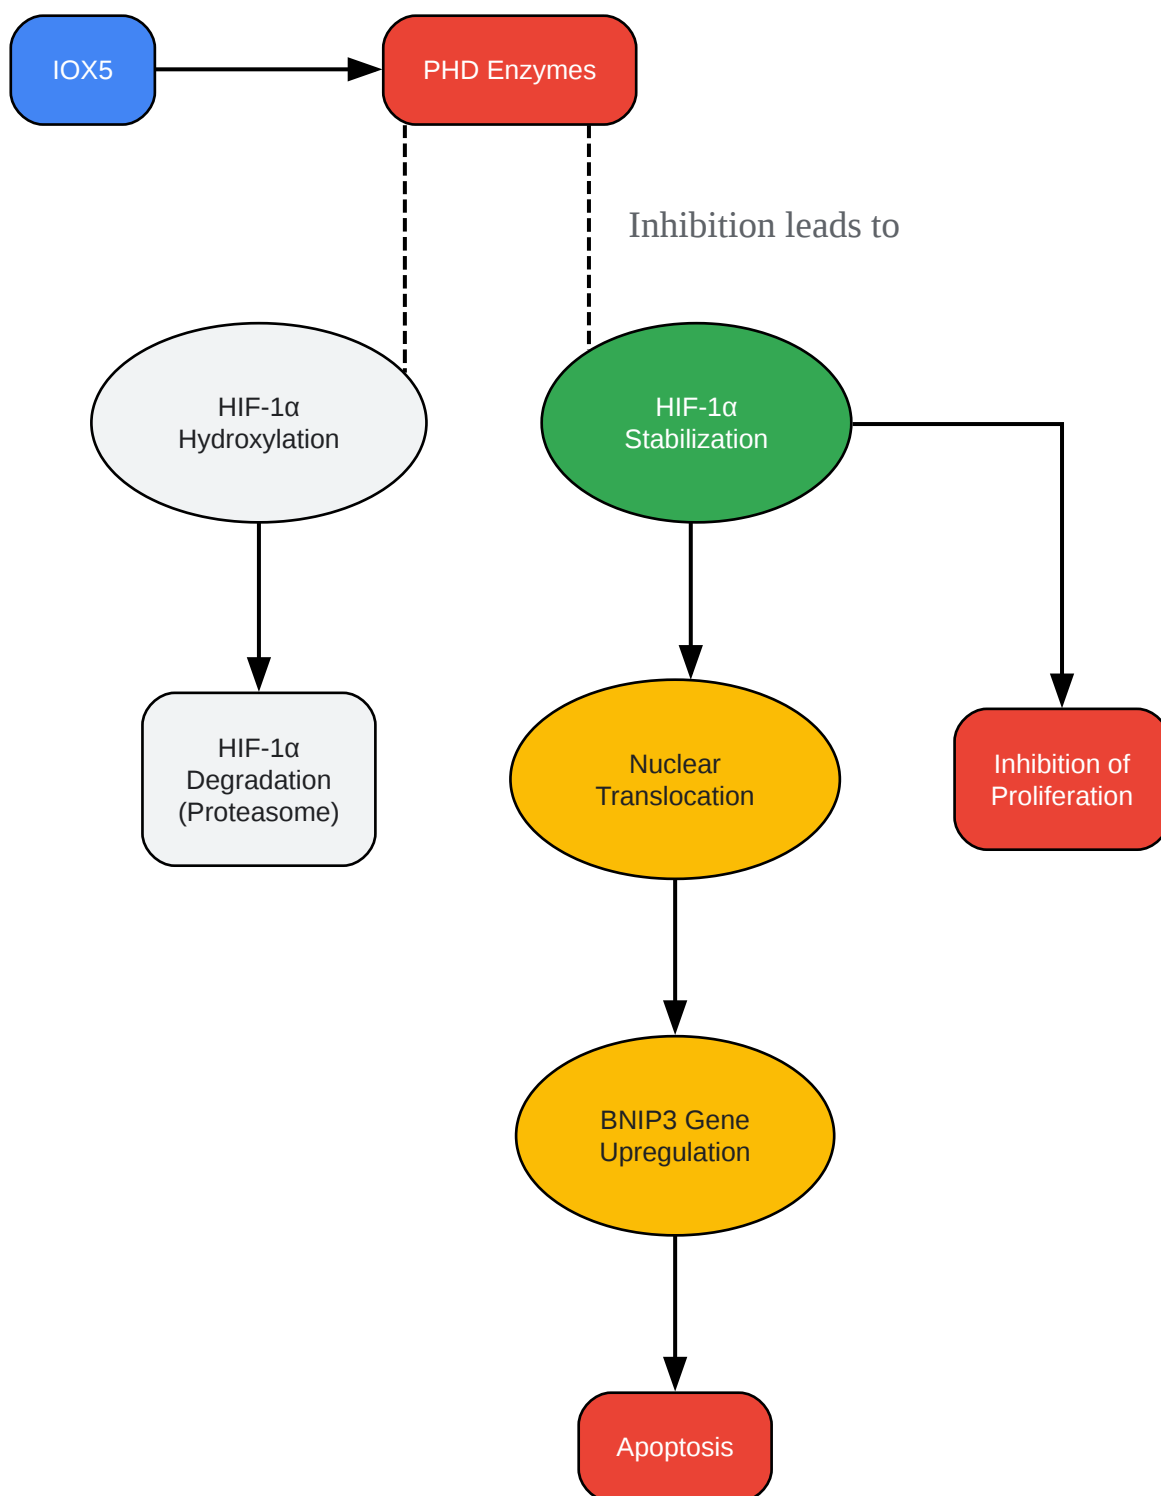 IOX5
PHD Enzymes
Inhibition leads to
HIF-1α
Hydroxylation
HIF-1α
Stabilization
HIF-1α
Degradation
(Proteasome)
Nuclear
Translocation
Inhibition of
Proliferation
BNIP3 Gene
Upregulation
Apoptosis